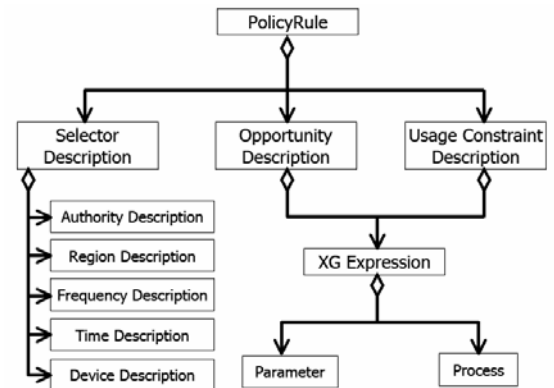 PolicyRule
Selector
Description
Opportunity
Description
Usage Constraint
Description
Authority Description
Region Description
Frequency Description
Time Description
Device Description
XG Expression
Parameter
Process